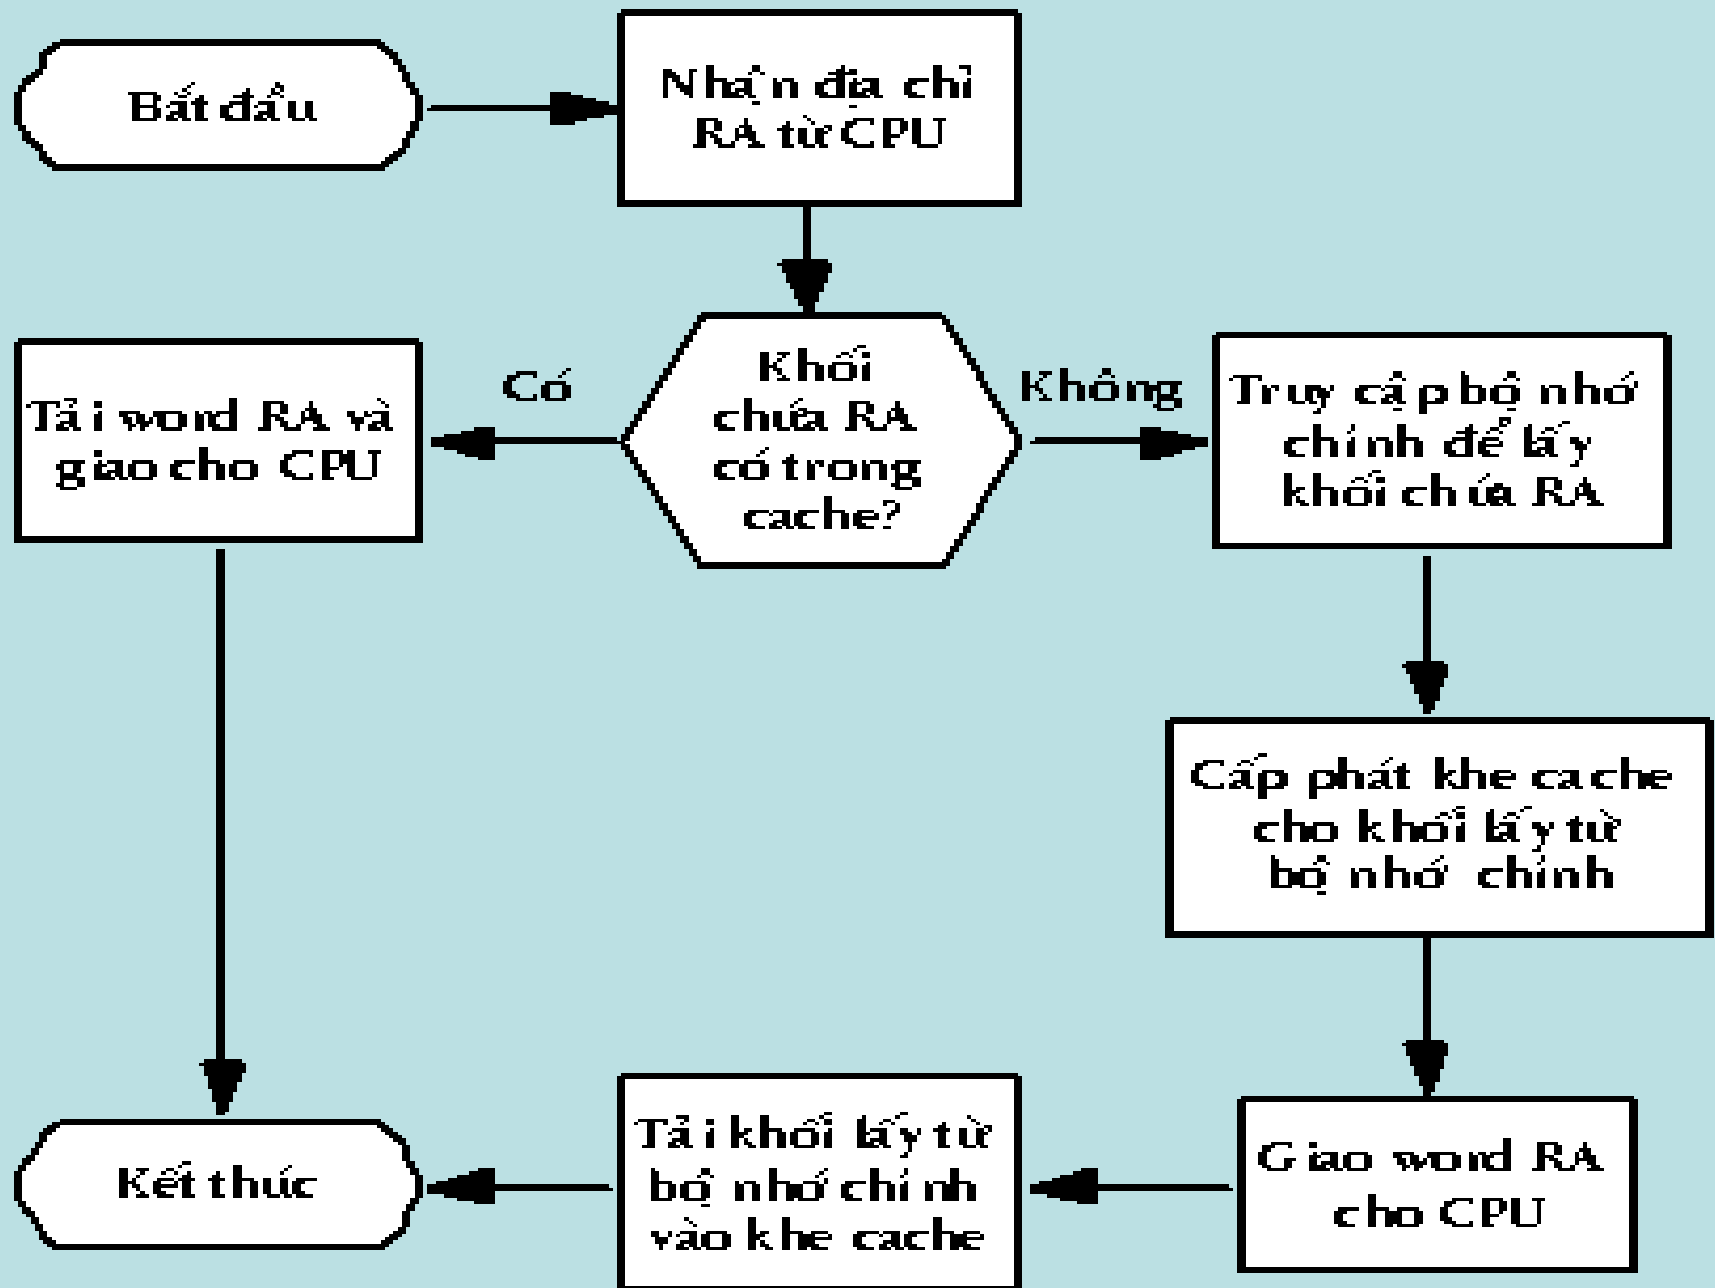 Bắt đầu
Nhận địa chỉ
RA từ CPU
Khối
chứa RA
có trong
cache?
Có
Không
Tải word RA và
giao cho CPU
Truy cập bộ nhớ
chính để lấy
khối chứa RA
Cấp phát khe cache
cho khối lấy từ
bộ nhớ chính
Giao word RA
cho CPU
Tải khối lấy từ
bộ nhớ chính
vào khe cache
Kết thúc